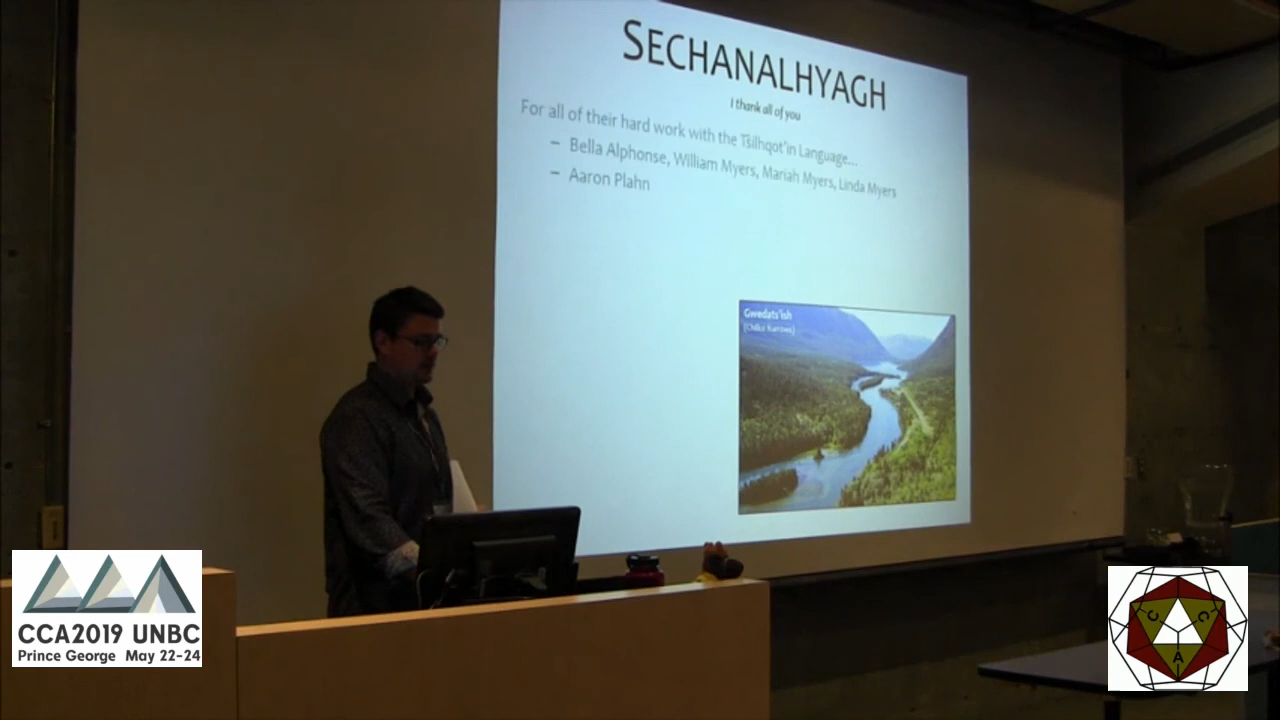 SECHANALHYAGH
I thank all of you
For all of their hard work with the Tŝilhqot'in Language...
– Bella Alphonse, William Myers, Mariah Myers, Linda Myers
– Aaron Plahn
Gwedats'ish
(Chilko Narrows)
CCA2019 UNBC
Prince George May 22-24
C C
A